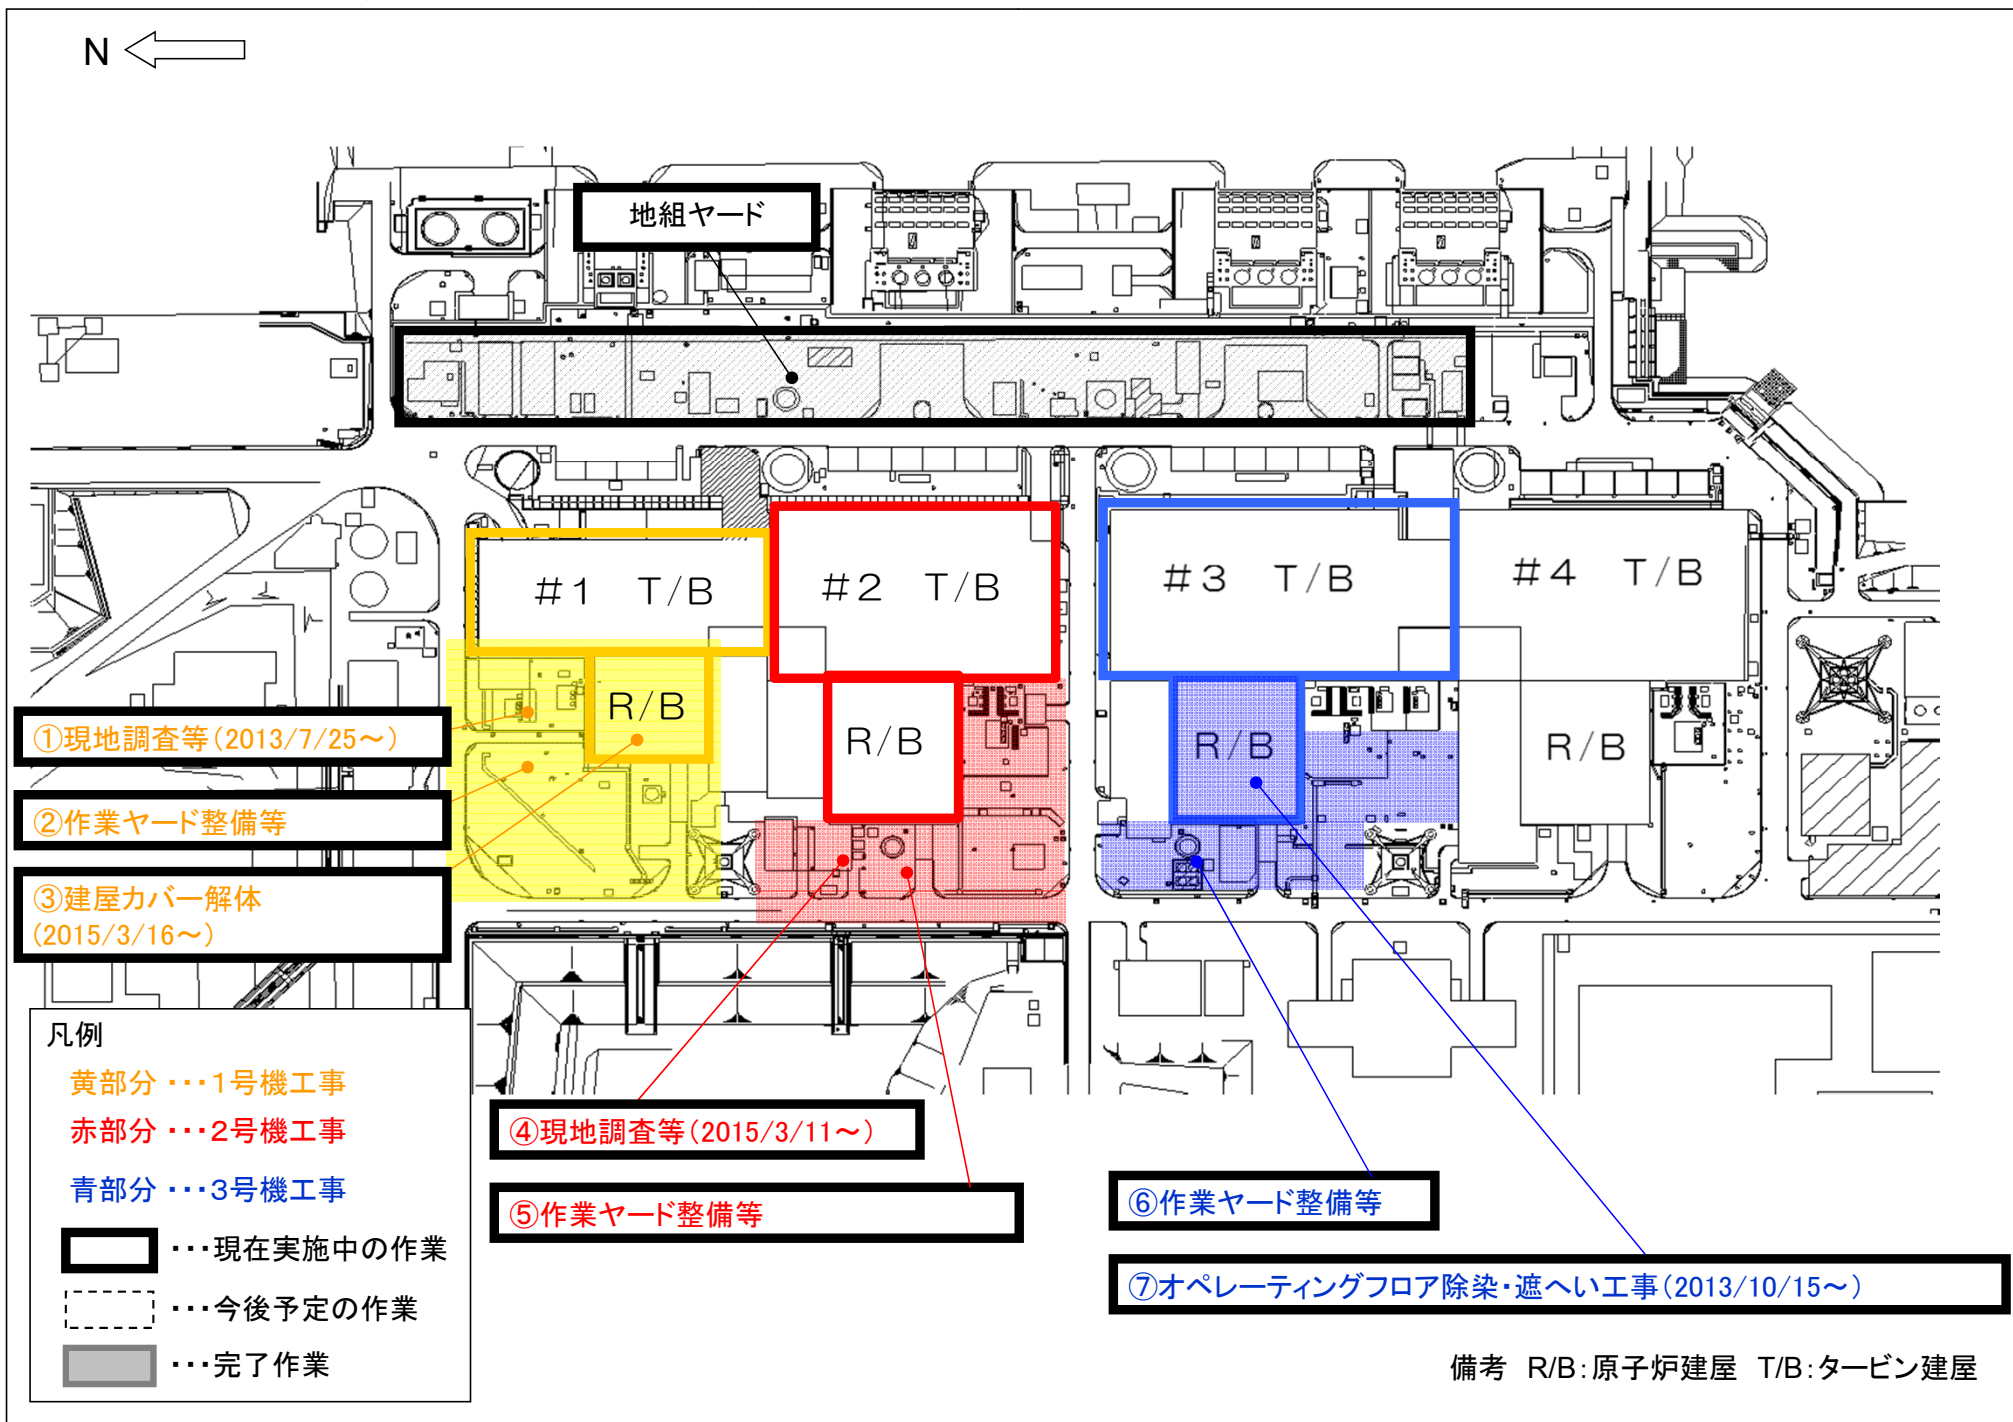 N
地組ヤード
#1 T/B
#2 T/B
#3 T/B
#4 T/B
R/B
R/B
R/B
R/B
①現地調査等(2013/7/25～)
②作業ヤード整備等
③建屋カバー解体
(2015/3/16～)
凡例
黄部分 ・・・1号機工事
赤部分 ・・・2号機工事
青部分 ・・・3号機工事
・・・現在実施中の作業
・・・今後予定の作業
・・・完了作業
④現地調査等(2015/3/11～)
⑤作業ヤード整備等
⑥作業ヤード整備等
⑦オペレーティングフロア除染・遮へい工事(2013/10/15～)
備考 R/B:原子炉建屋 T/B:タービン建屋